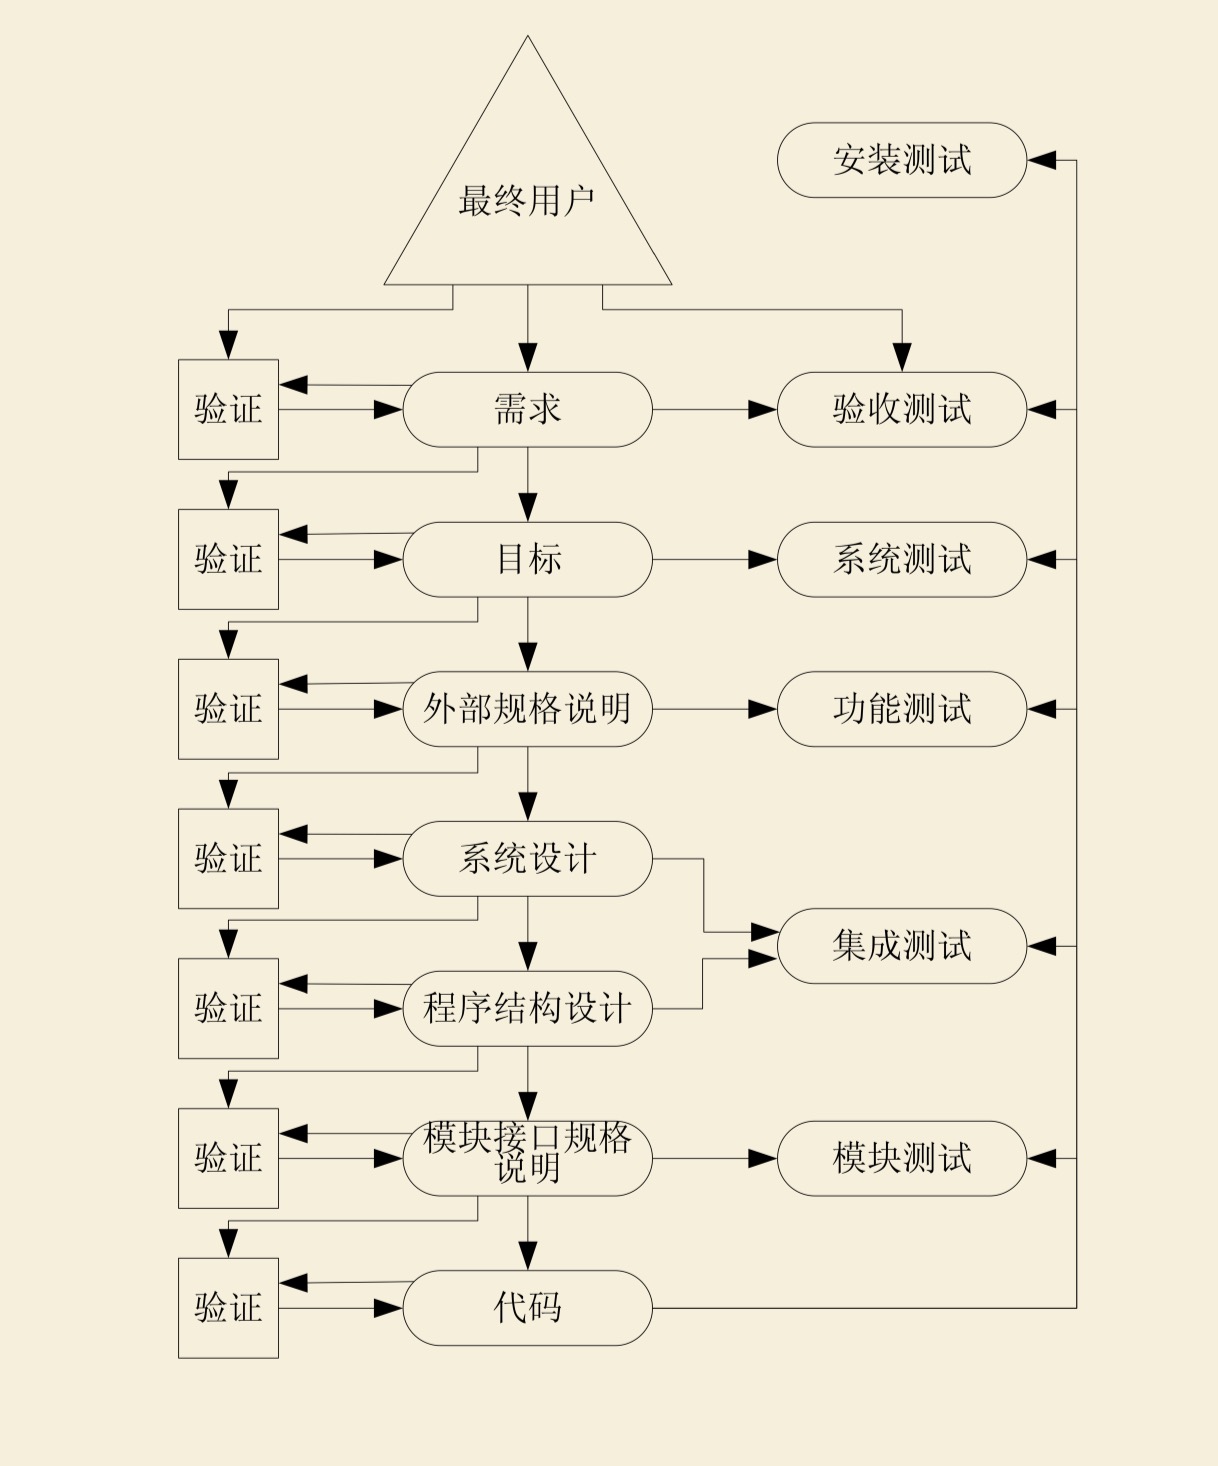 最终用户
安装测试
验证
需求
验收测试
验证
目标
系统测试
验证
外部规格说明
功能测试
验证
系统设计
集成测试
验证
程序结构设计
验证
模块接口规格
说明
模块测试
验证
代码